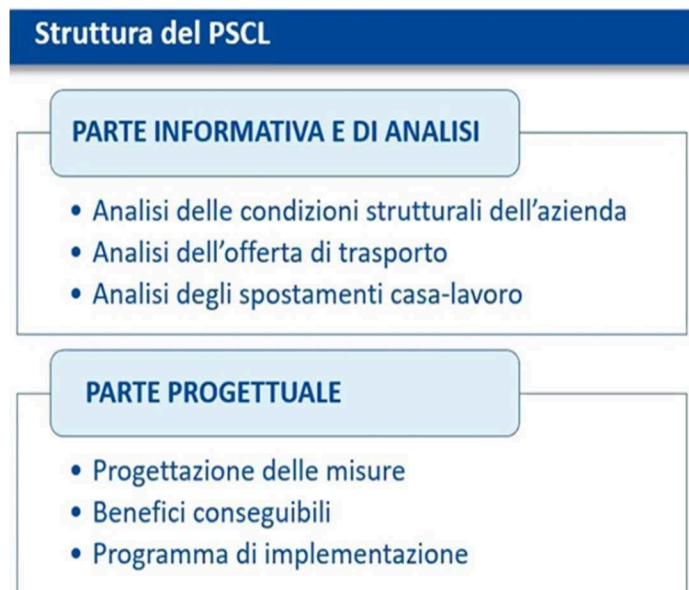 Struttura del PSCL
PARTE INFORMATIVA E DI ANALISI
• Analisi delle condizioni strutturali dell'azienda
• Analisi dell'offerta di trasporto
• Analisi degli spostamenti casa-lavoro
PARTE PROGETTUALE
• Progettazione delle misure
• Benefici conseguibili
• Programma di implementazione